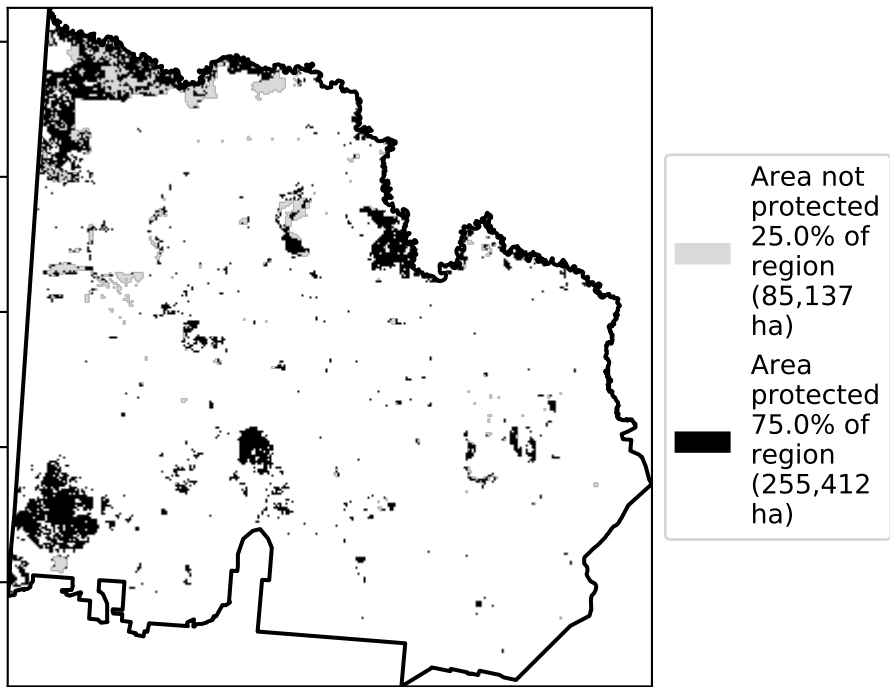 Area not
protected
25.0% of
region
(85,137
ha)
Area
protected
75.0% of
region
(255,412
ha)